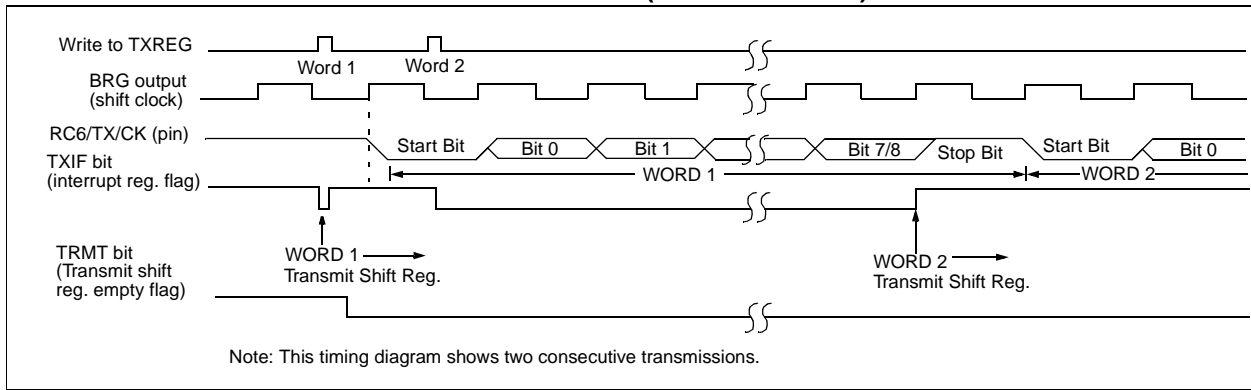 Write to TXREG
Word 1
Word 2
BRG output
(shift clock)
RC6/TX/CK (pin)
Start Bit
Bit 0
Bit 1
Bit 7/8
Stop Bit
Start Bit
Bit 0
TXIF bit
(interrupt reg. flag)
WORD 1
WORD 2
TRMT bit
(Transmit shift
reg. empty flag)
WORD 1
Transmit Shift Reg.
WORD 2
Transmit Shift Reg.
Note: This timing diagram shows two consecutive transmissions.